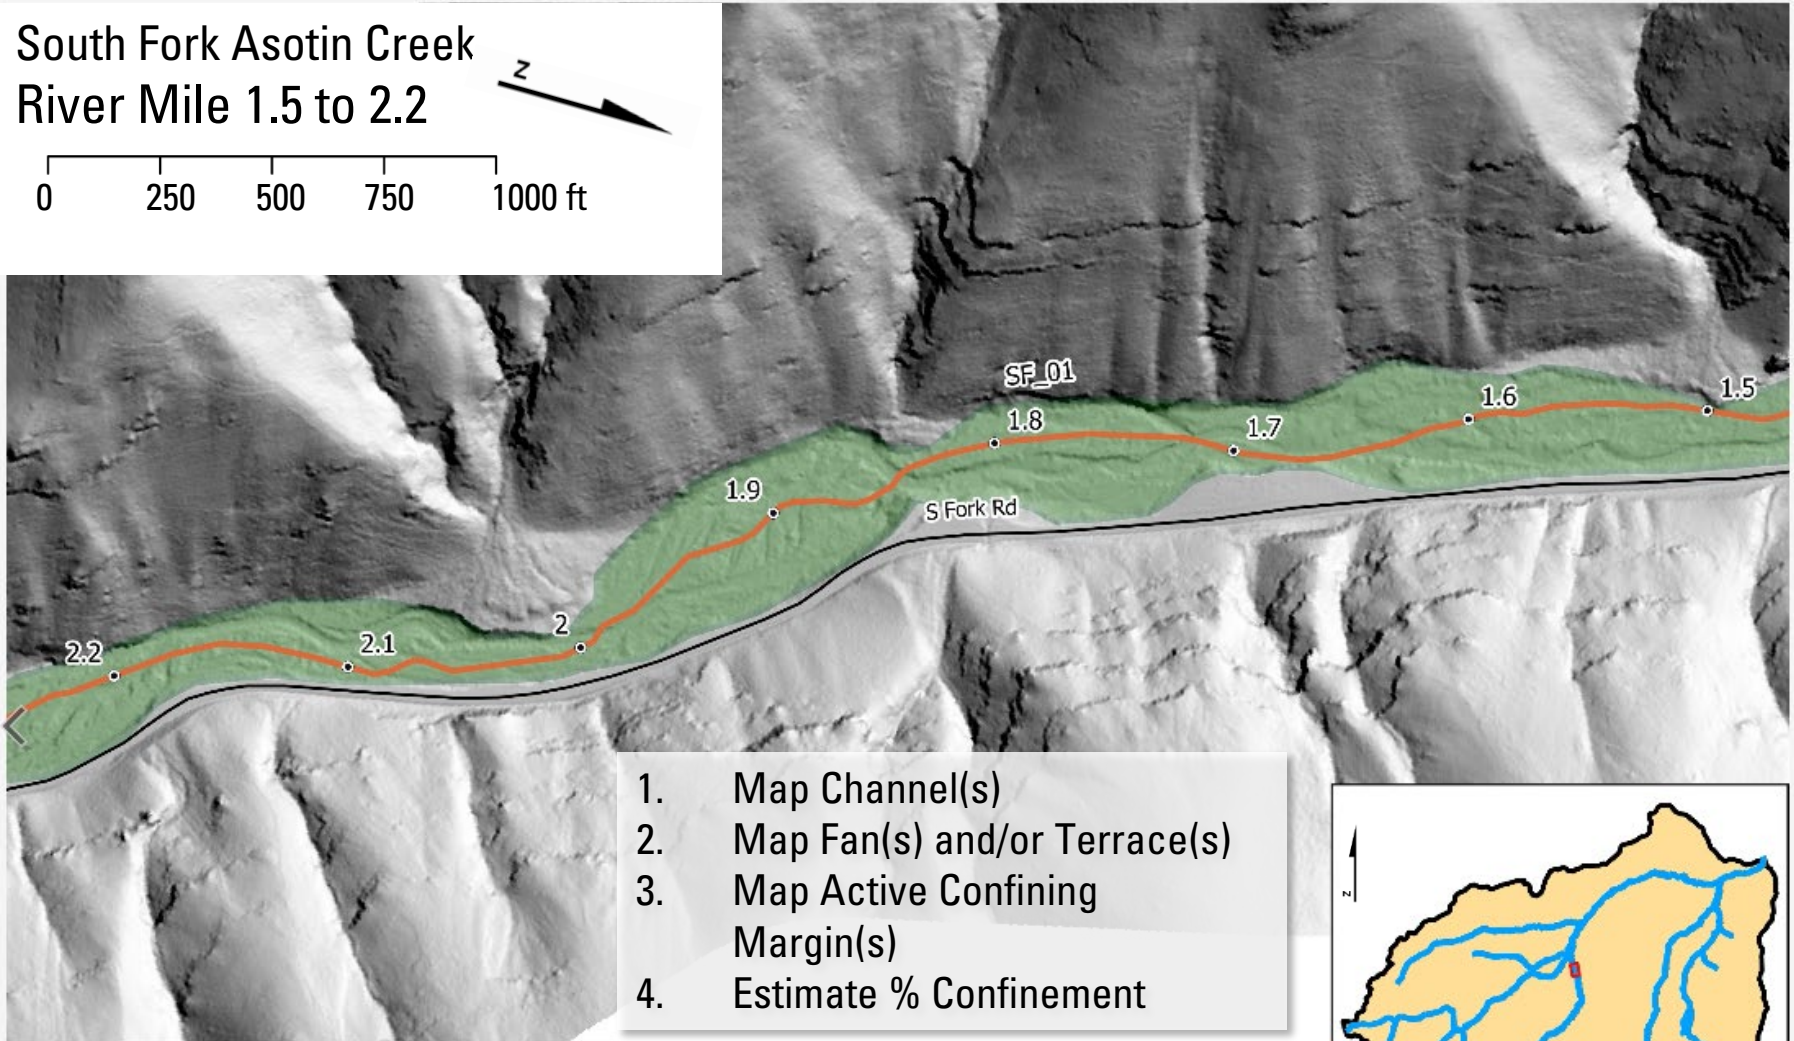 South Fork Asotin Creek
River Mile 1.5 to 2.2
N
0 250 500 750 1000 ft
SF_01
1.8
1.7
1.6
1.5
1.9
S Fork Rd
2
2.1
2.2
1. Map Channel(s)
2. Map Fan(s) and/or Terrace(s)
3. Map Active Confining
Margin(s)
4. Estimate % Confinement
N